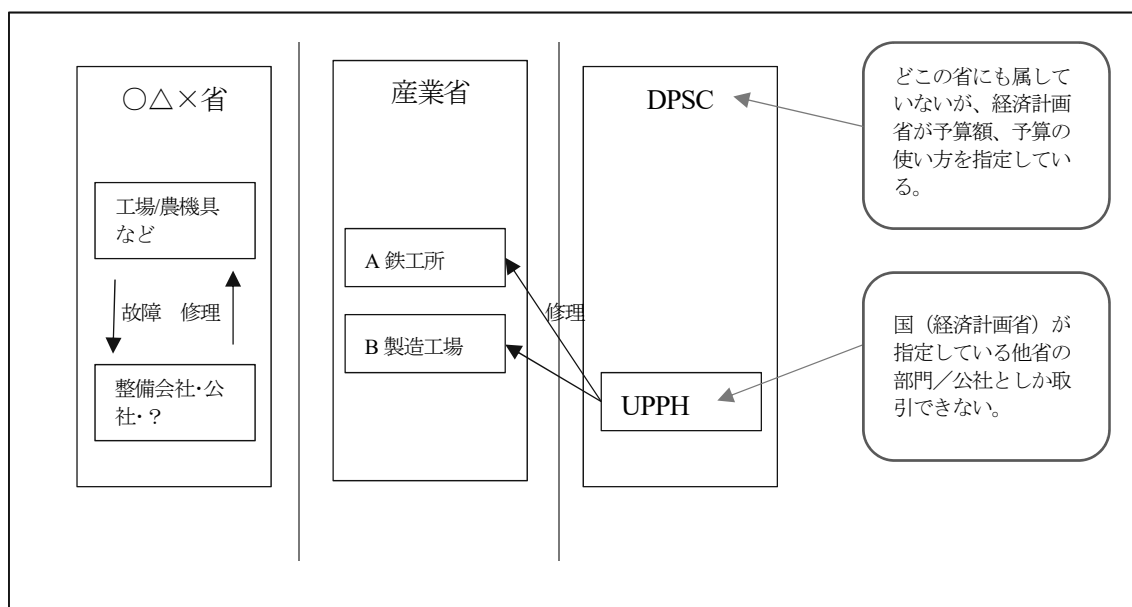 ○△×省
工場/農機具
など
故障 修理
整備会社・公
社・?
産業省
A 鉄工所
B 製造工場
修理
DPSC
UPPH
どこの省にも属して
いないが、経済計画
省が予算額、予算の
使い方を指定してい
る。
国（経済計画省）が
指定している他省の
部門／公社としか取
引できない。